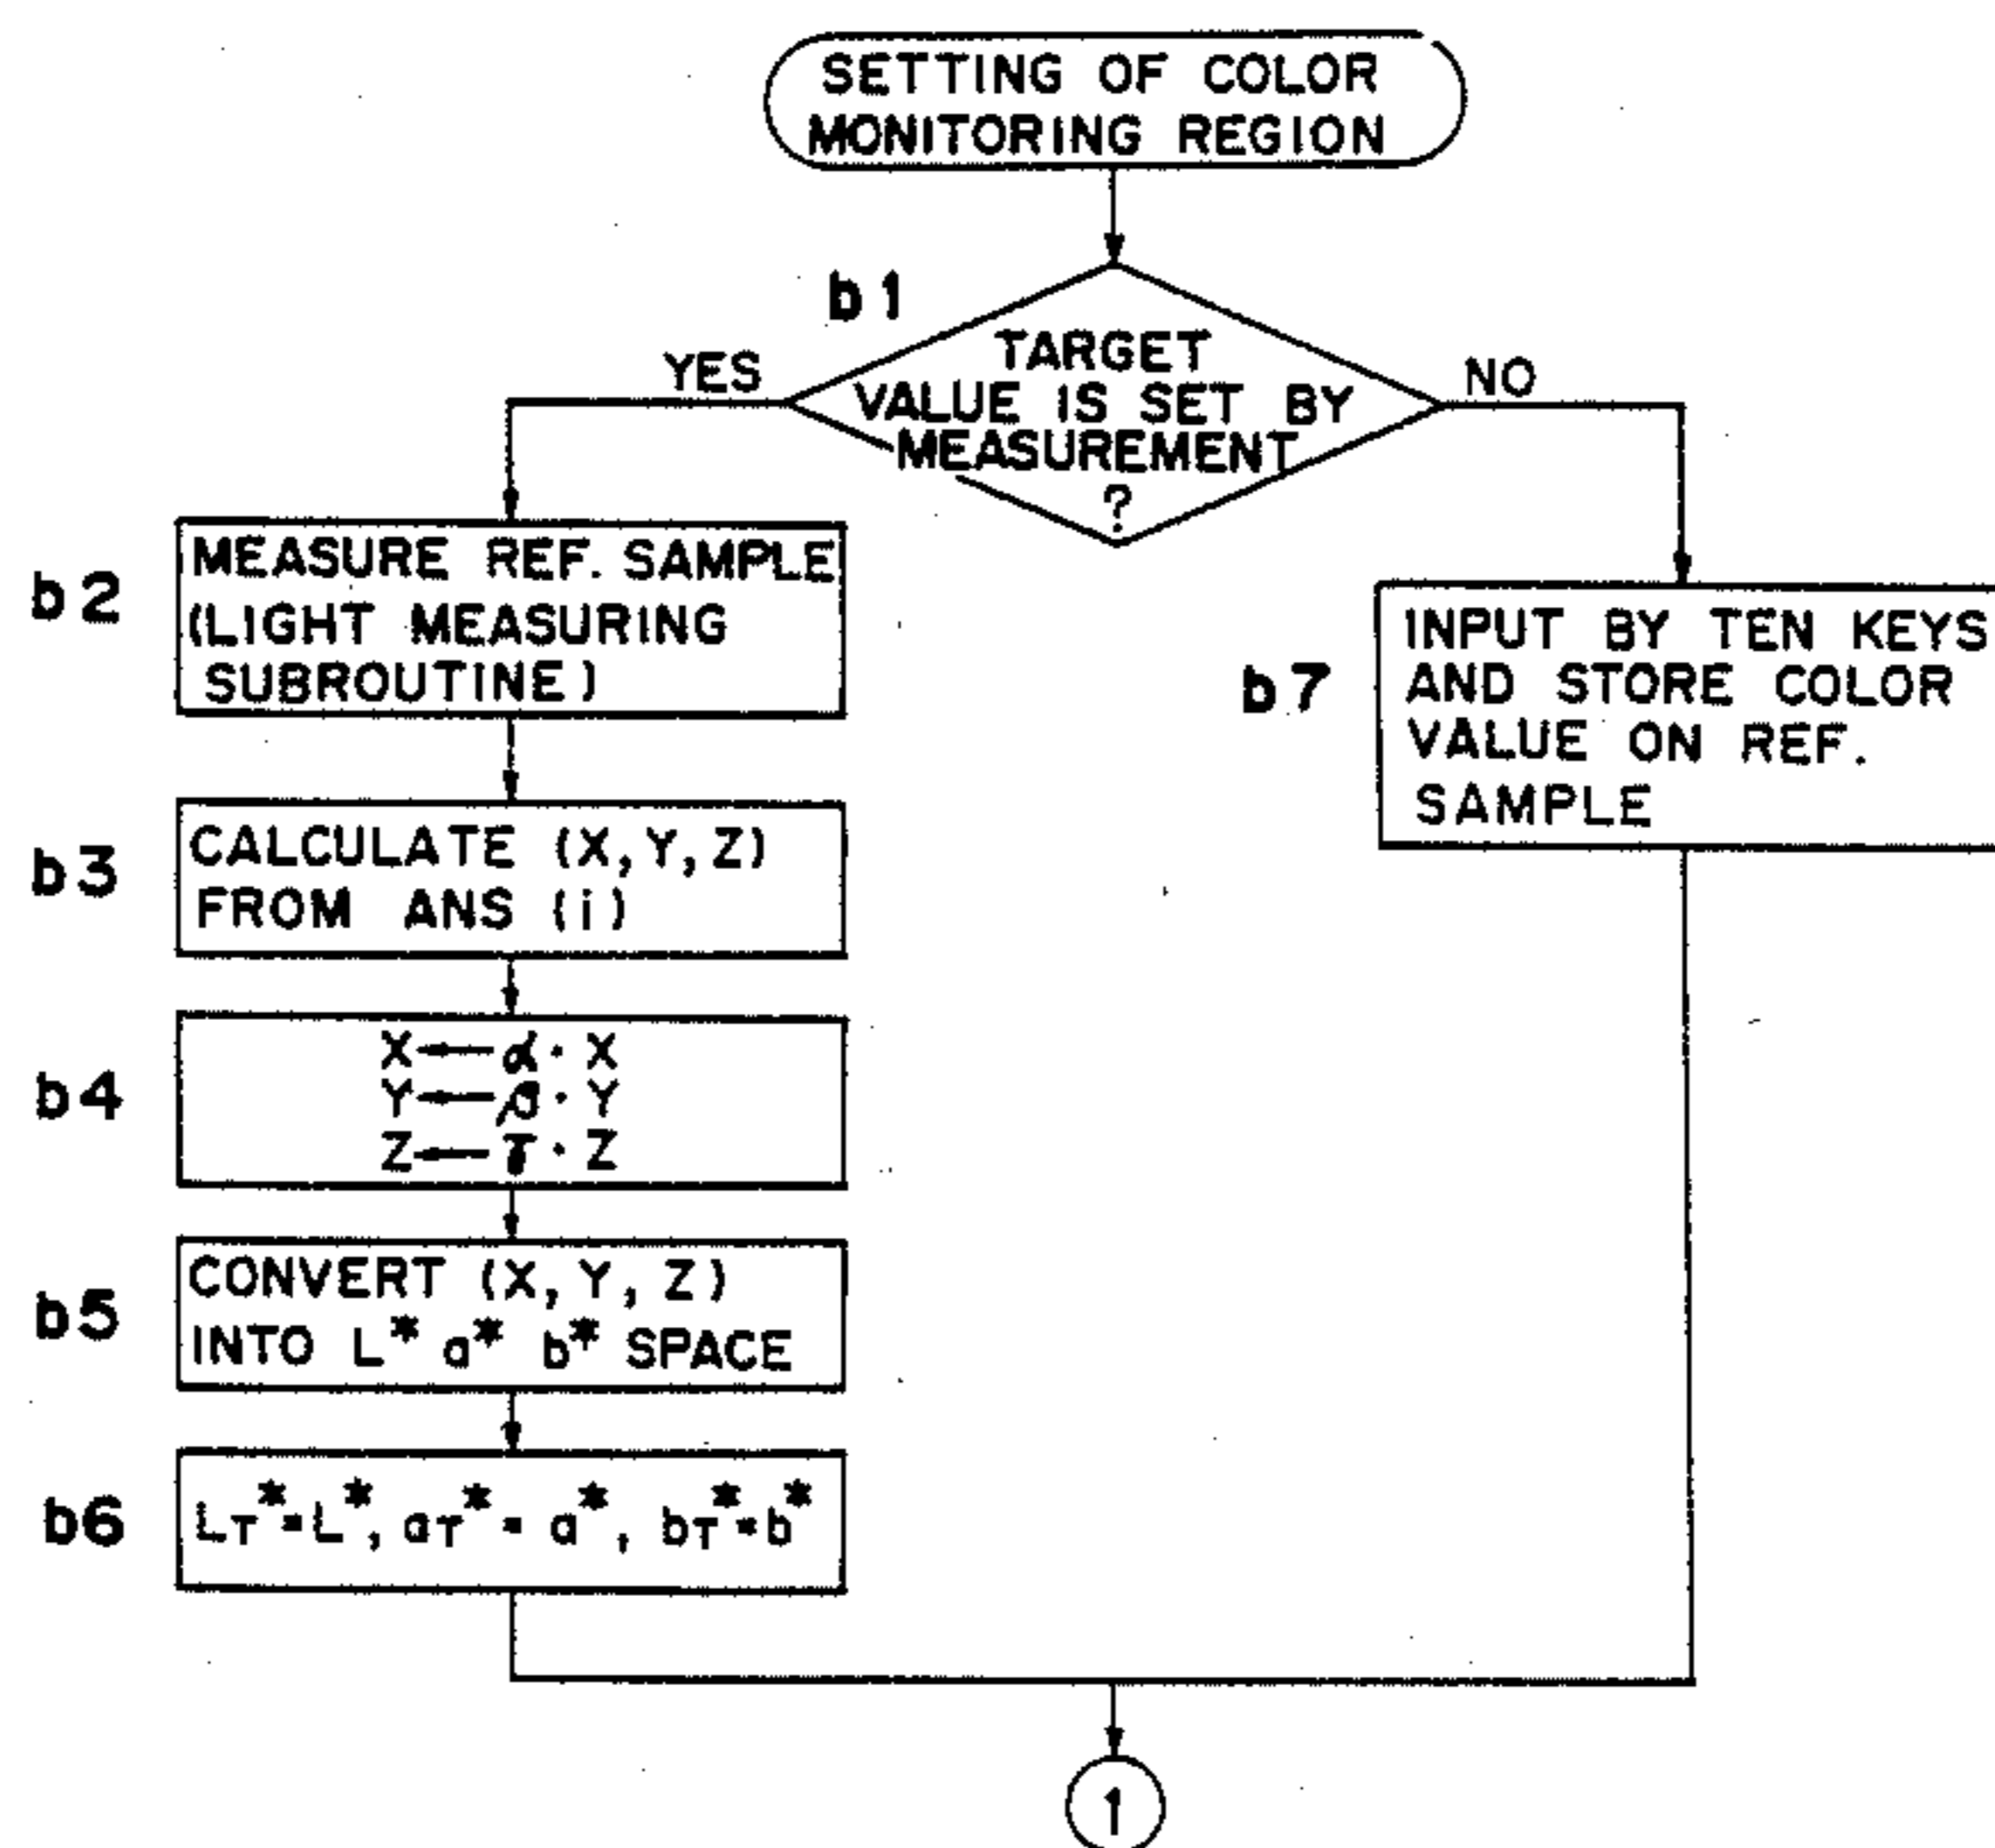 SETTING OF COLOR
MONITORING REGION
b1
TARGET
VALUE IS SET BY
MEASUREMENT
?
YES
NO
b2
MEASURE REF. SAMPLE
(LIGHT MEASURING
SUBROUTINE)
b7
INPUT BY TEN KEYS
AND STORE COLOR
VALUE ON REF.
SAMPLE
b3
CALCULATE (X,Y,Z)
FROM ANS (i)
b4
X←α·X
Y←β·Y
Z←γ·Z
b5
CONVERT (X,Y,Z)
INTO L* a* b* SPACE
b6
LT*=L*, aT*=a*, bT*=b*
1